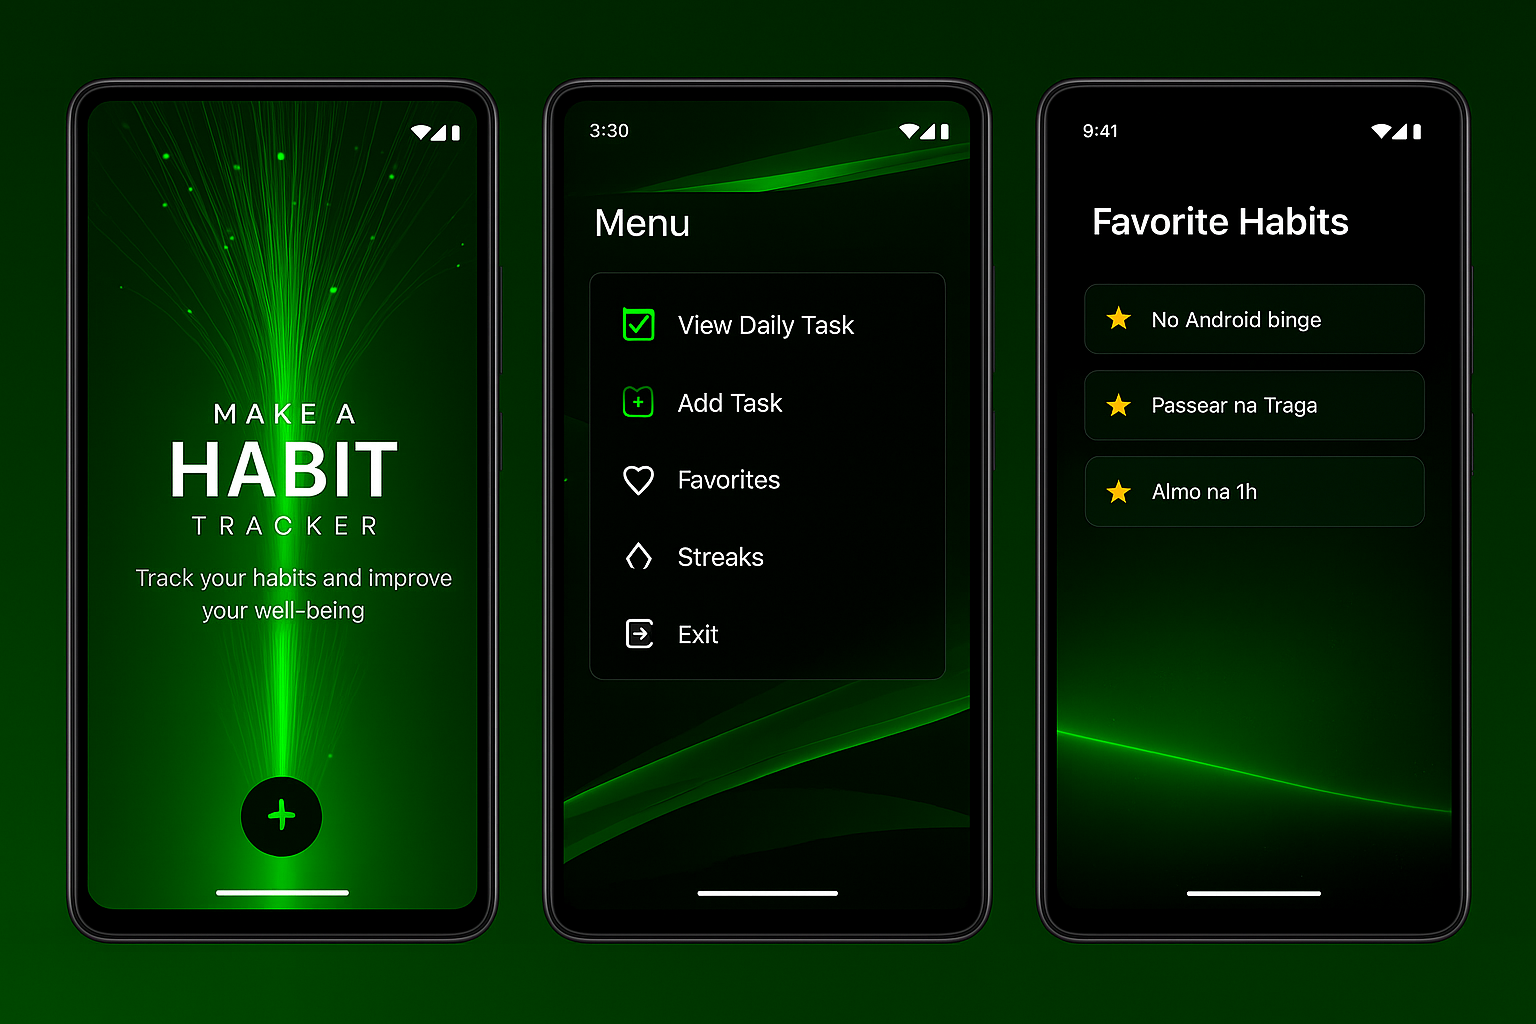 MAKE A
HABIT
TRACKER
Track your habits and improve
your well-being
3:30
Menu
View Daily Task
Add Task
Favorites
Streaks
Exit
9:41
Favorite Habits
No Android binge
Passear na Traga
Almo na 1h